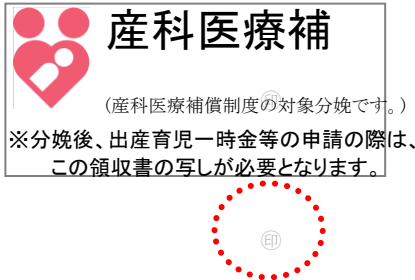 産科医療補
㊞
(産科医療補償制度の対象分娩です。)
※分娩後、出産育児一時金等の申請の際は、
この領収書の写しが必要となります。
㊞